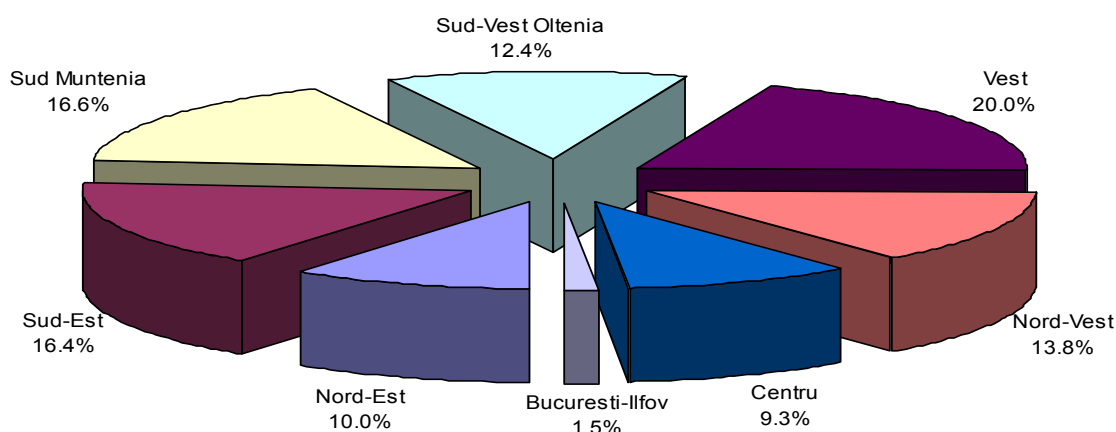 Sud-Vest Oltenia
12.4%
Sud Muntenia
16.6%
Vest
20.0%
Sud-Est
16.4%
Nord-Vest
13.8%
Nord-Est
10.0%
Bucuresti-Ilfov
1.5%
Centru
9.3%